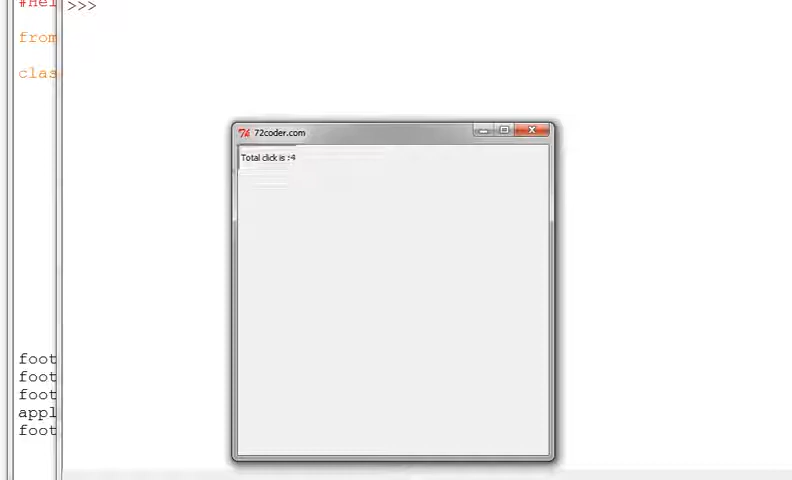 #Hel
>>>
from
clas
72coder.com
Total click is :4
foot
foot
foot
appl
foot